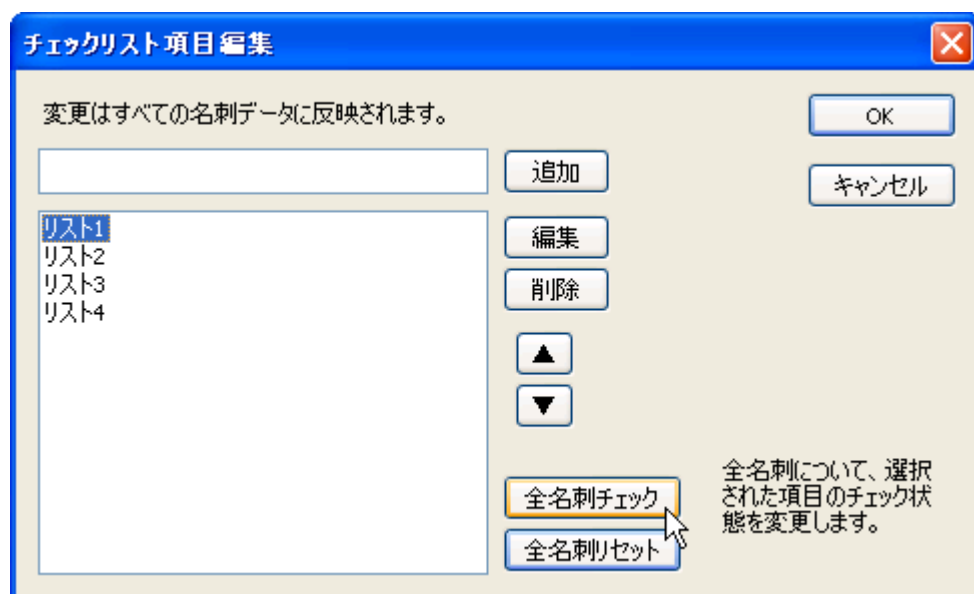 チェックリスト項目編集
変更はすべての名刺データに反映されます。
OK
追加
キャンセル
リスト1
リスト2
リスト3
リスト4
編集
削除
▲
▼
全名刺チェック
全名刺リセット
全名刺について、選択
された項目のチェック状
態を変更します。